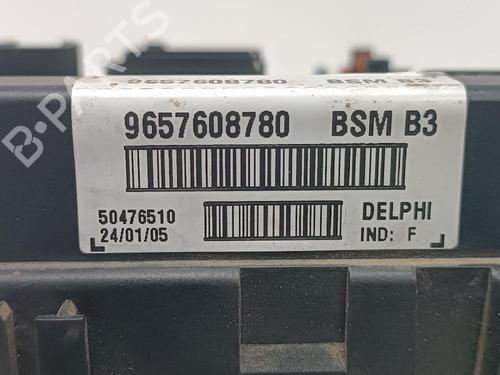 9657608780 BSM B3
9657608780 BSM B3
50476510 DELPHI
24/01/05 IND: F
B-PARTS